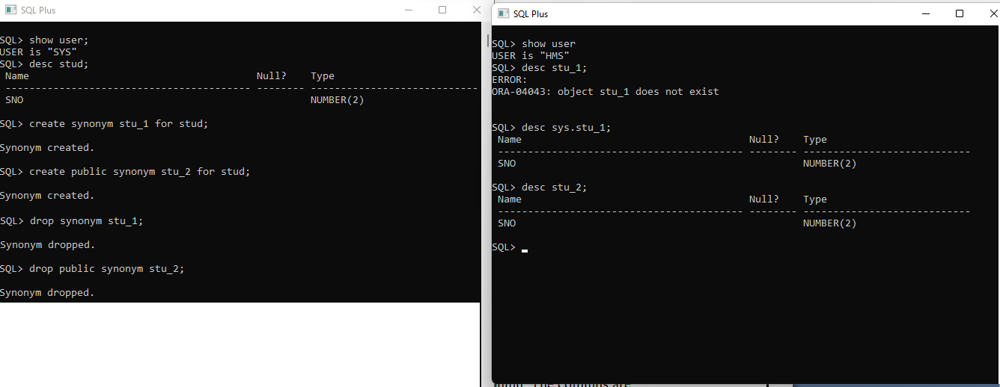 SQL Plus
SQL> show user;
USER is "SYS"
SQL> desc stud;
Name Null? Type
----------------------------------------- -------- ----------------------------
SNO NUMBER(2)
SQL> create synonym stu_1 for stud;
Synonym created.
SQL> create public synonym stu_2 for stud;
Synonym created.
SQL> drop synonym stu_1;
Synonym dropped.
SQL> drop public synonym stu_2;
Synonym dropped.
SQL Plus
SQL> show user
USER is "HMS"
SQL> desc stu_1;
ERROR:
ORA-04043: object stu_1 does not exist
SQL> desc sys.stu_1;
Name Null? Type
----------------------------------------- -------- ----------------------------
SNO NUMBER(2)
SQL> desc stu_2;
Name Null? Type
----------------------------------------- -------- ----------------------------
SNO NUMBER(2)
SQL>